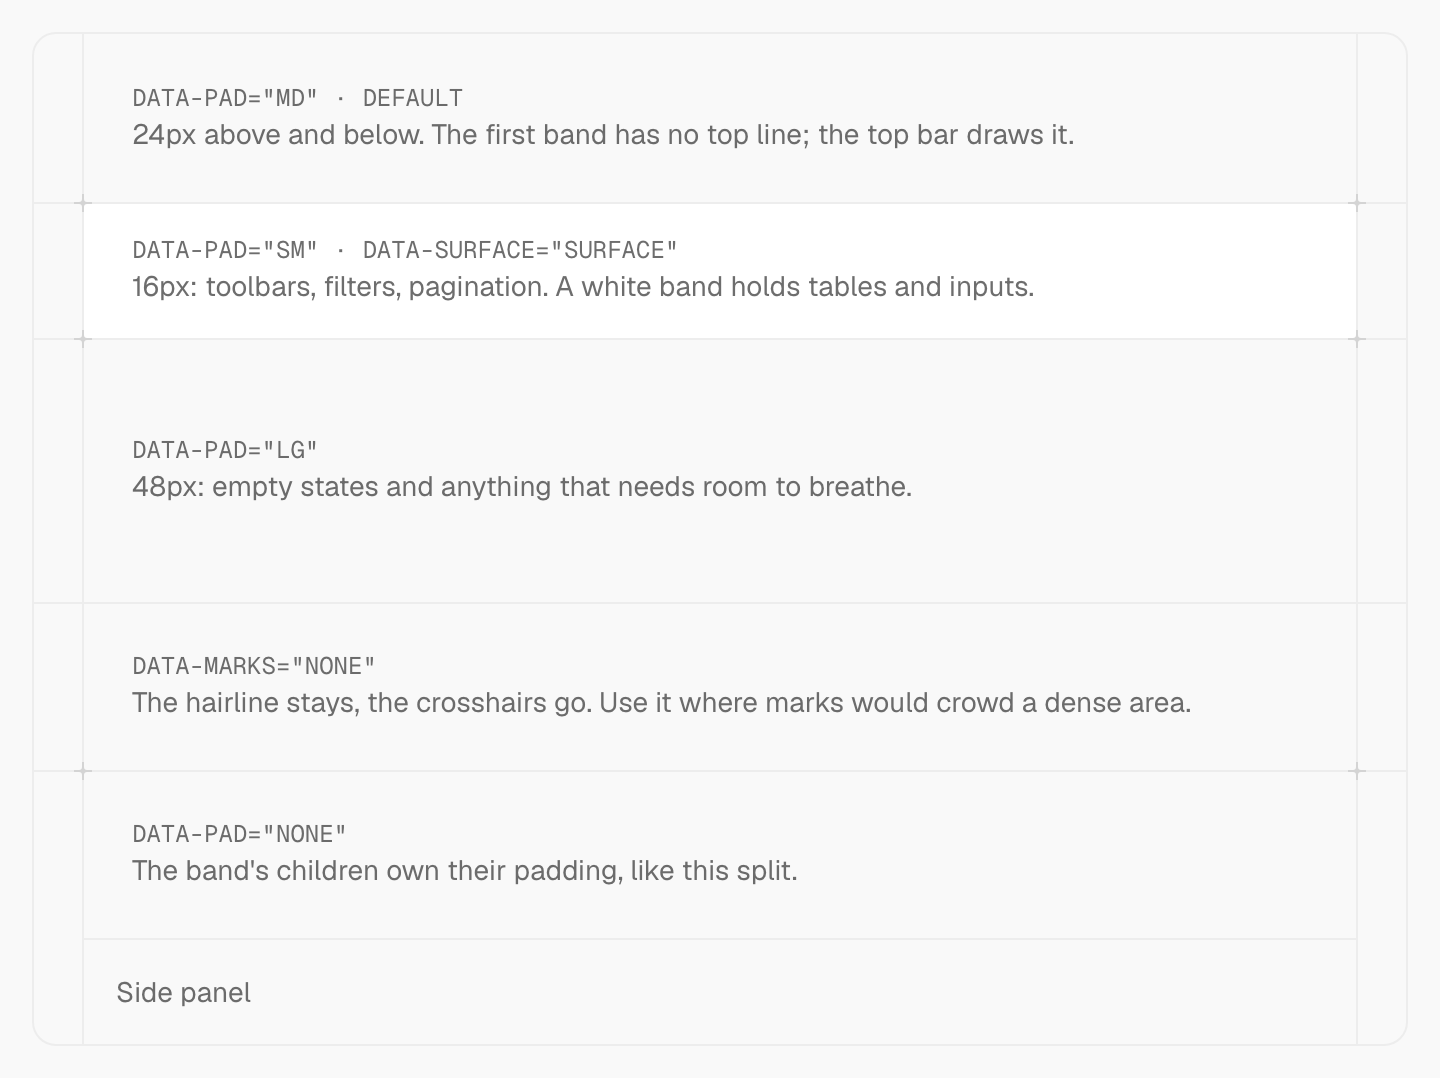 DATA-PAD="MD" · DEFAULT
24px above and below. The first band has no top line; the top bar draws it.
DATA-PAD="SM" · DATA-SURFACE="SURFACE"
16px: toolbars, filters, pagination. A white band holds tables and inputs.
DATA-PAD="LG"
48px: empty states and anything that needs room to breathe.
DATA-MARKS="NONE"
The hairline stays, the crosshairs go. Use it where marks would crowd a dense area.
DATA-PAD="NONE"
The band's children own their padding, like this split.
Side panel